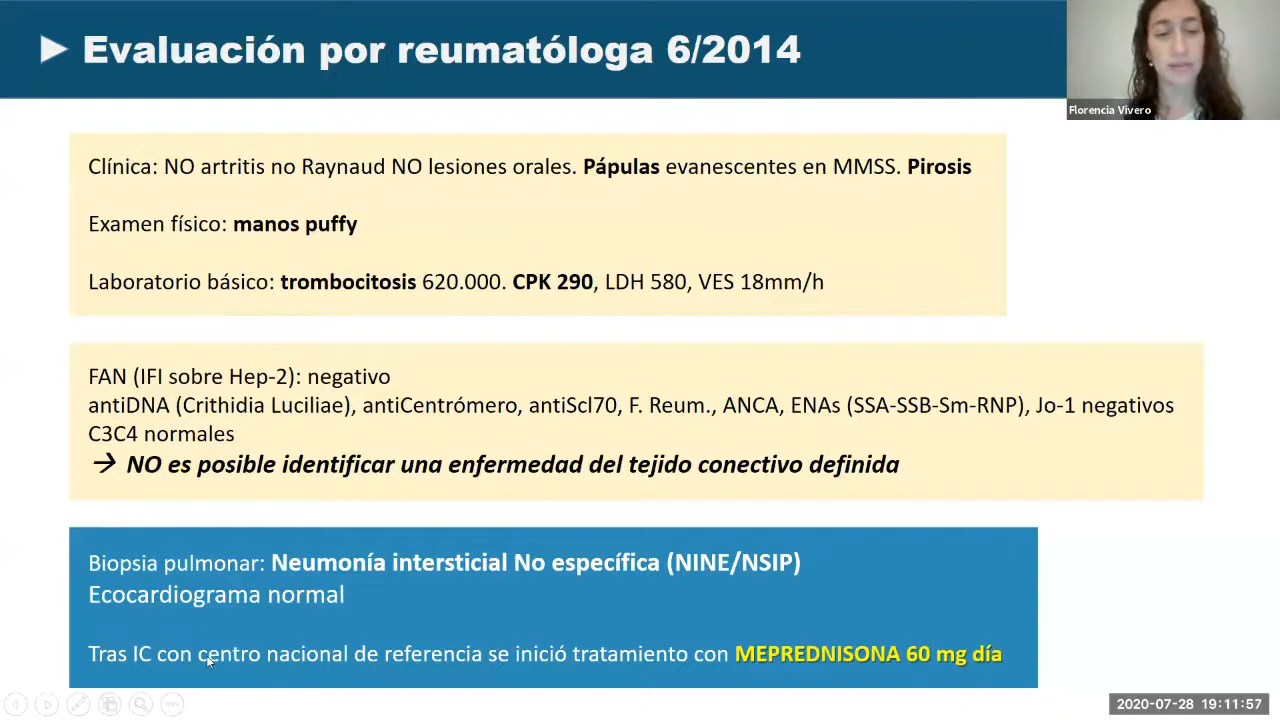 Evaluación por reumatóloga 6/2014
Florencia Vivero
Clínica: NO artritis no Raynaud NO lesiones orales. Pápulas evanescentes en MMSS. Pirosis
Examen físico: manos puffy
Laboratorio básico: trombocitosis 620.000. CPK 290, LDH 580, VES 18mm/h
FAN (IFI sobre Hep-2): negativo
antiDNA (Crithidia Luciliae), antiCentrómero, antiScl70, F. Reum., ANCA, ENAs (SSA-SSB-Sm-RNP), Jo-1 negativos
C3C4 normales
→ NO es posible identificar una enfermedad del tejido conectivo definida
Biopsia pulmonar: Neumonía intersticial No específica (NINE/NSIP)
Ecocardiograma normal
Tras IC con centro nacional de referencia se inició tratamiento con MEPREDNISONA 60 mg día
2020-07-28 19:11:57